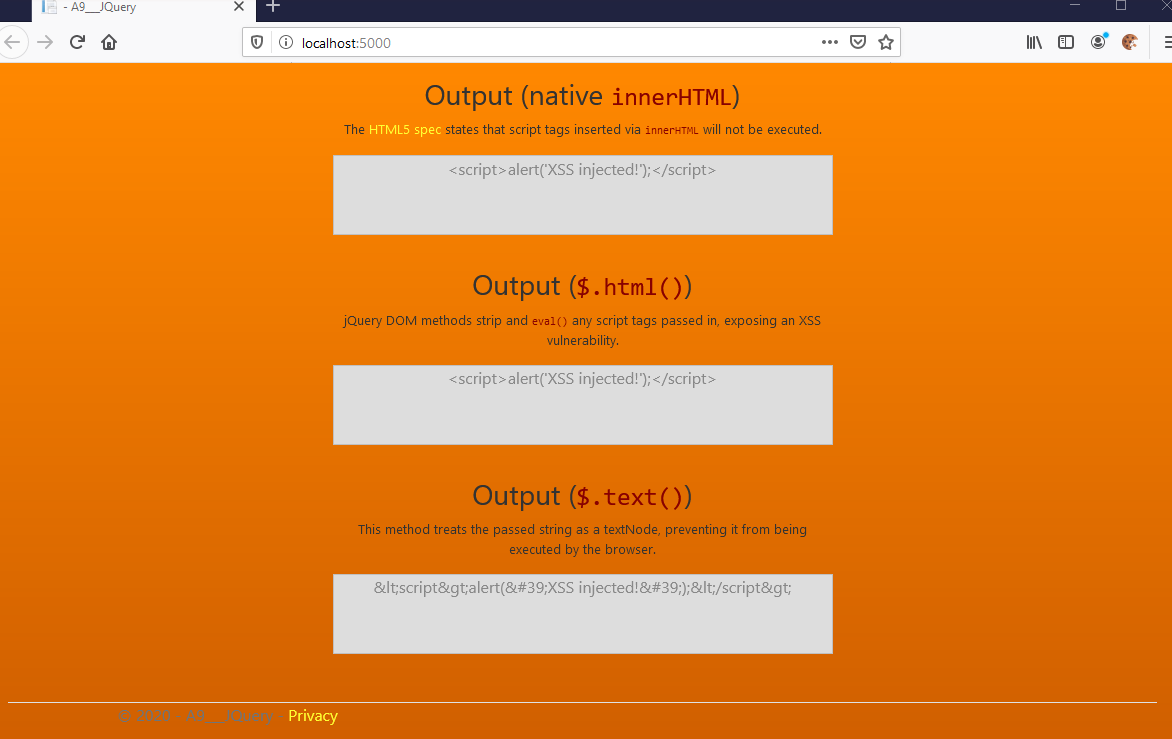 - A9___JQuery
localhost:5000
Output (native innerHTML)
The HTML5 spec states that script tags inserted via innerHTML will not be executed.
<script>alert('XSS injected!');</script>
Output ($.html())
jQuery DOM methods strip and eval() any script tags passed in, exposing an XSS
vulnerability.
<script>alert('XSS injected!');</script>
Output ($.text())
This method treats the passed string as a textNode, preventing it from being
executed by the browser.
&lt;script&gt;alert(&#39;XSS injected!&#39;);&lt;/script&gt;
© 2020 - A9___JQuery - Privacy